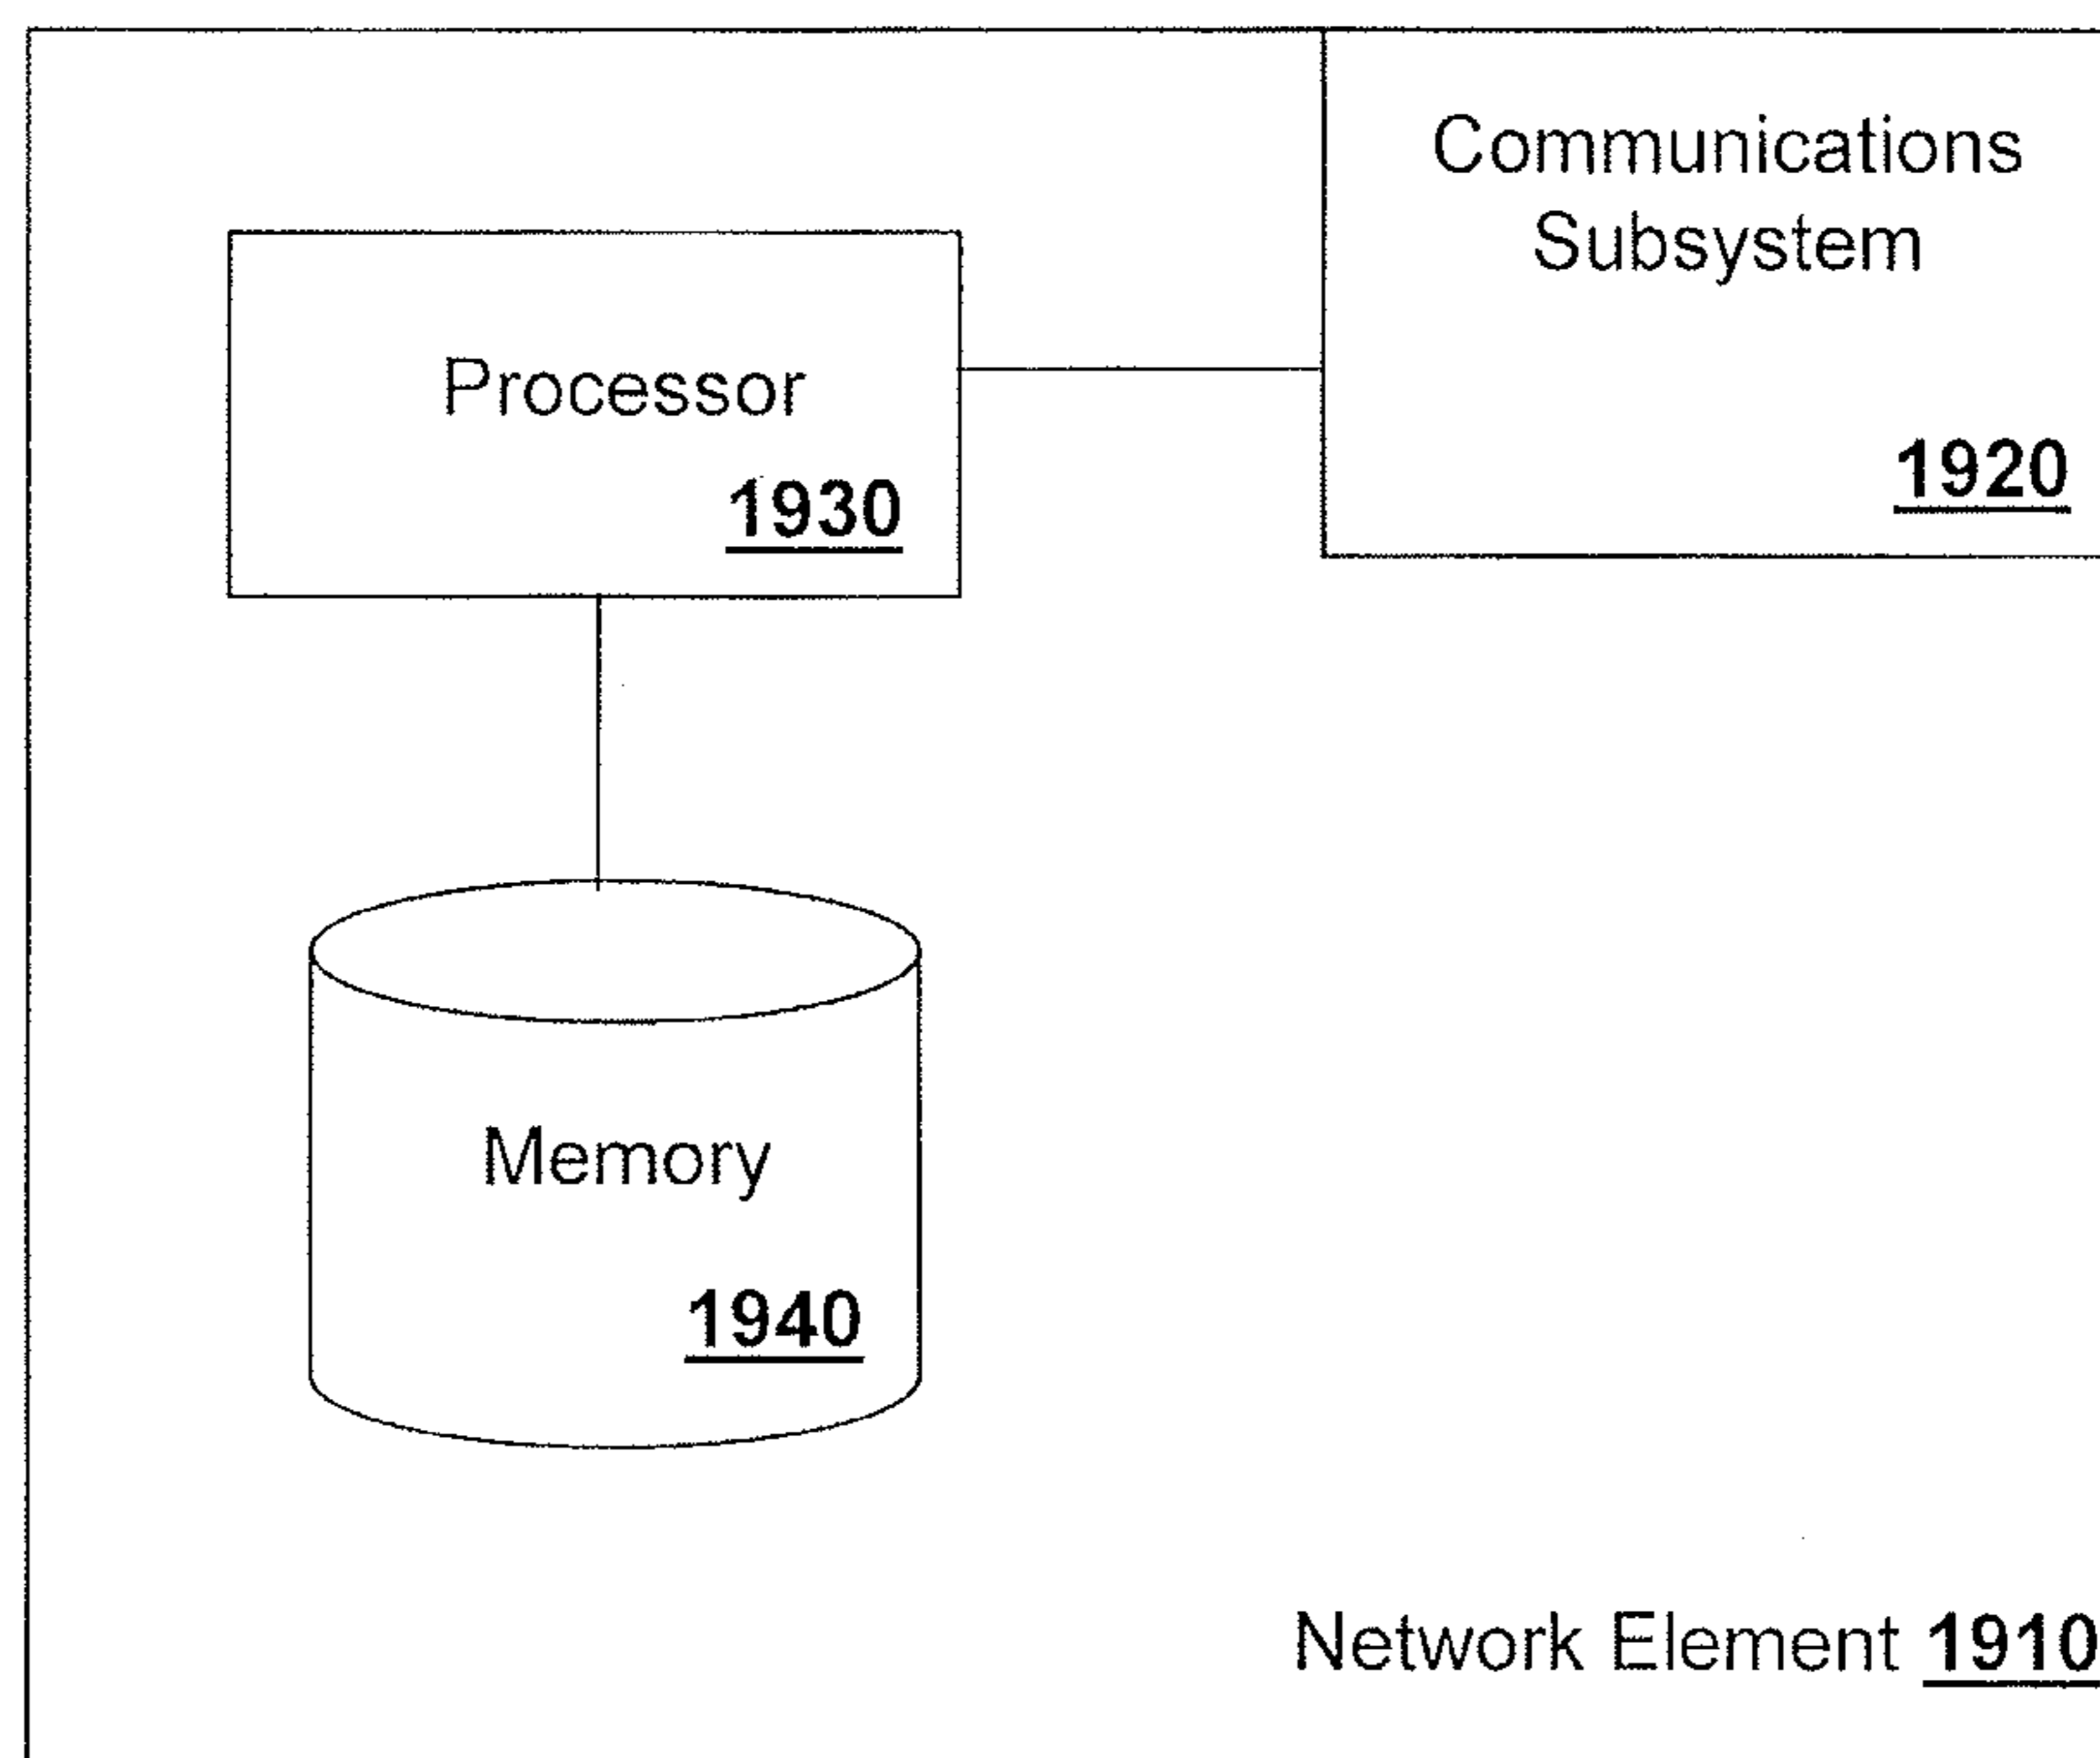 Communications
Subsystem
1920
Processor
1930
Memory
1940
Network Element 1910